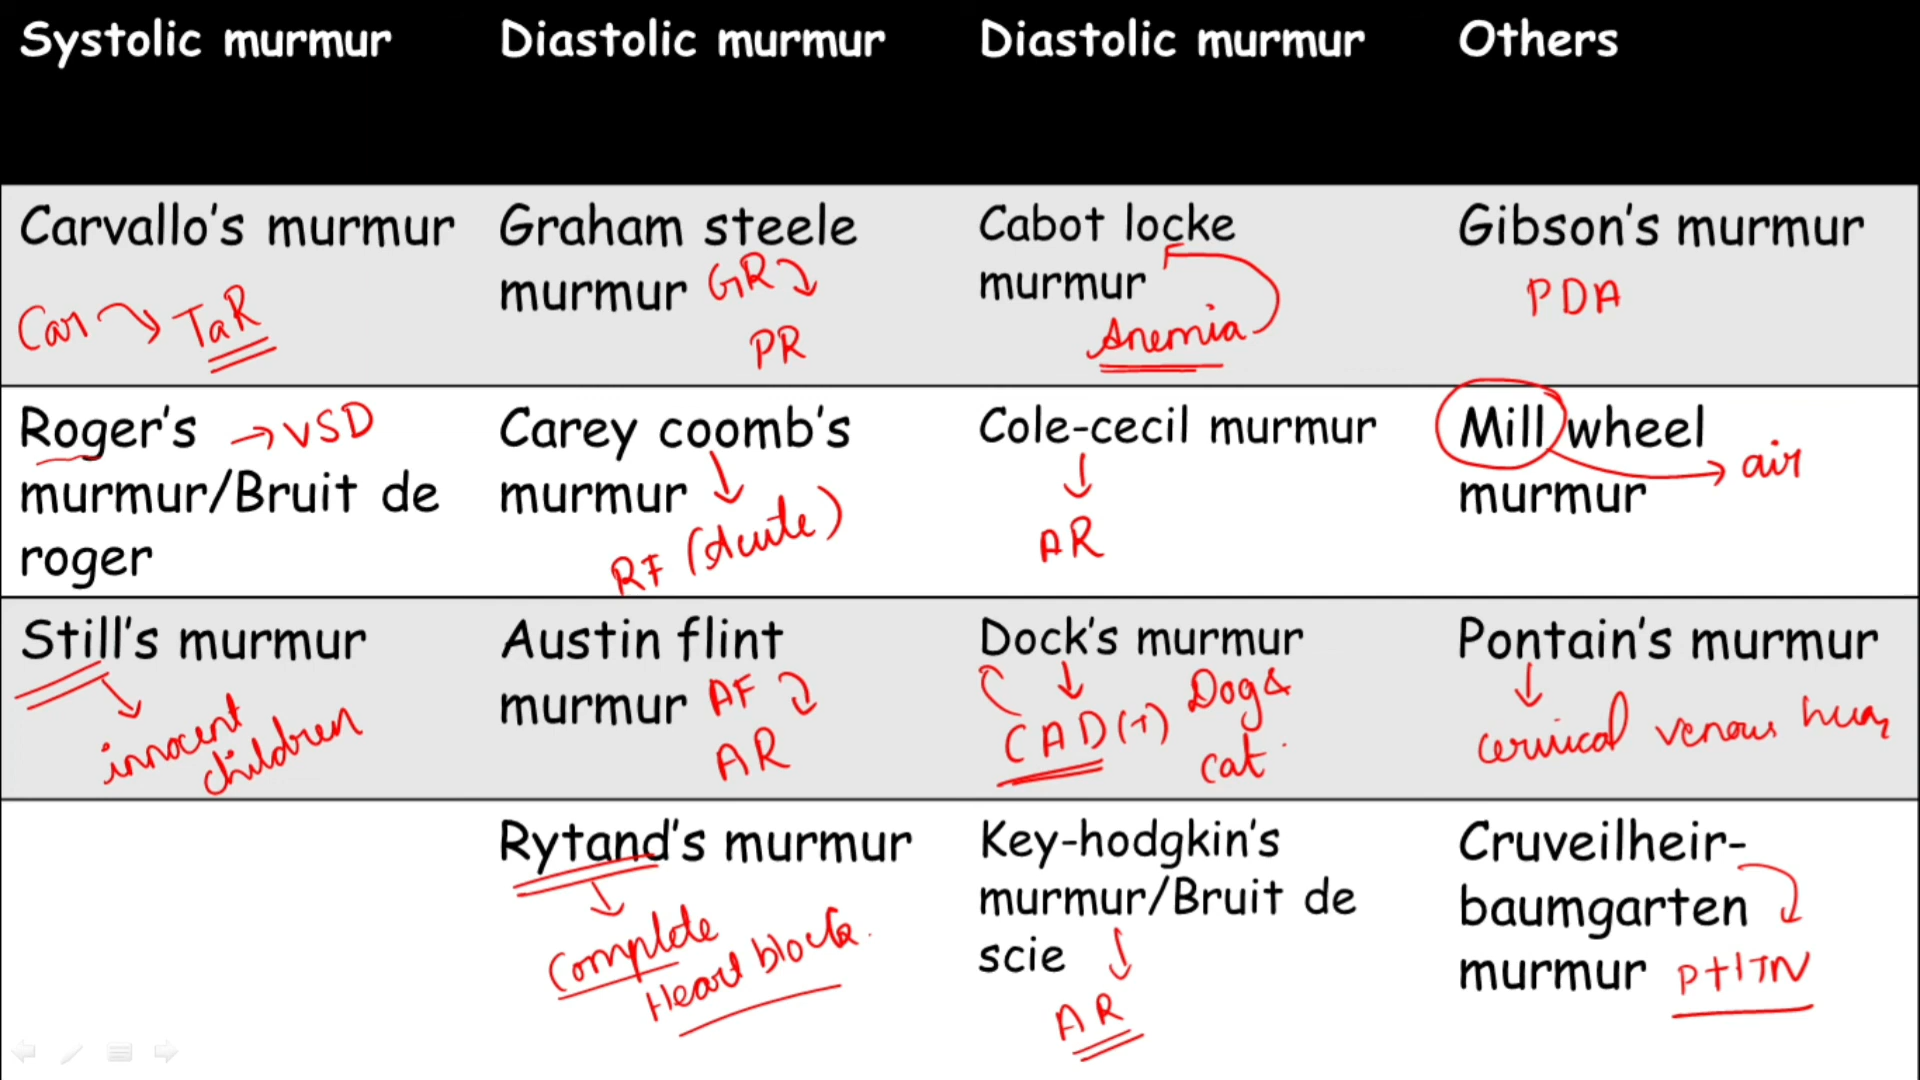 Systolic murmur
Diastolic murmur
Diastolic murmur
Others
Carvallo's murmur
Car TaR
Graham steele
murmur GR
PR
Cabot locke
murmur
Anemia
Gibson's murmur
PDA
Roger's → VSD
murmur/Bruit de
roger
Carey coomb's
murmur
RF (Acute)
Cole-cecil murmur
AR
Mill wheel
air
murmur
Still's murmur
innocent
children
Austin flint
murmur AF
AR
Dock's murmur
CAD (+) Dog &
cat
Pontain's murmur
cervical venous hum
Rytand's murmur
Complete
Heart block
Key-hodgkin's
murmur/Bruit de
scie
AR
Cruveilheir-
baumgarten
murmur PHTN